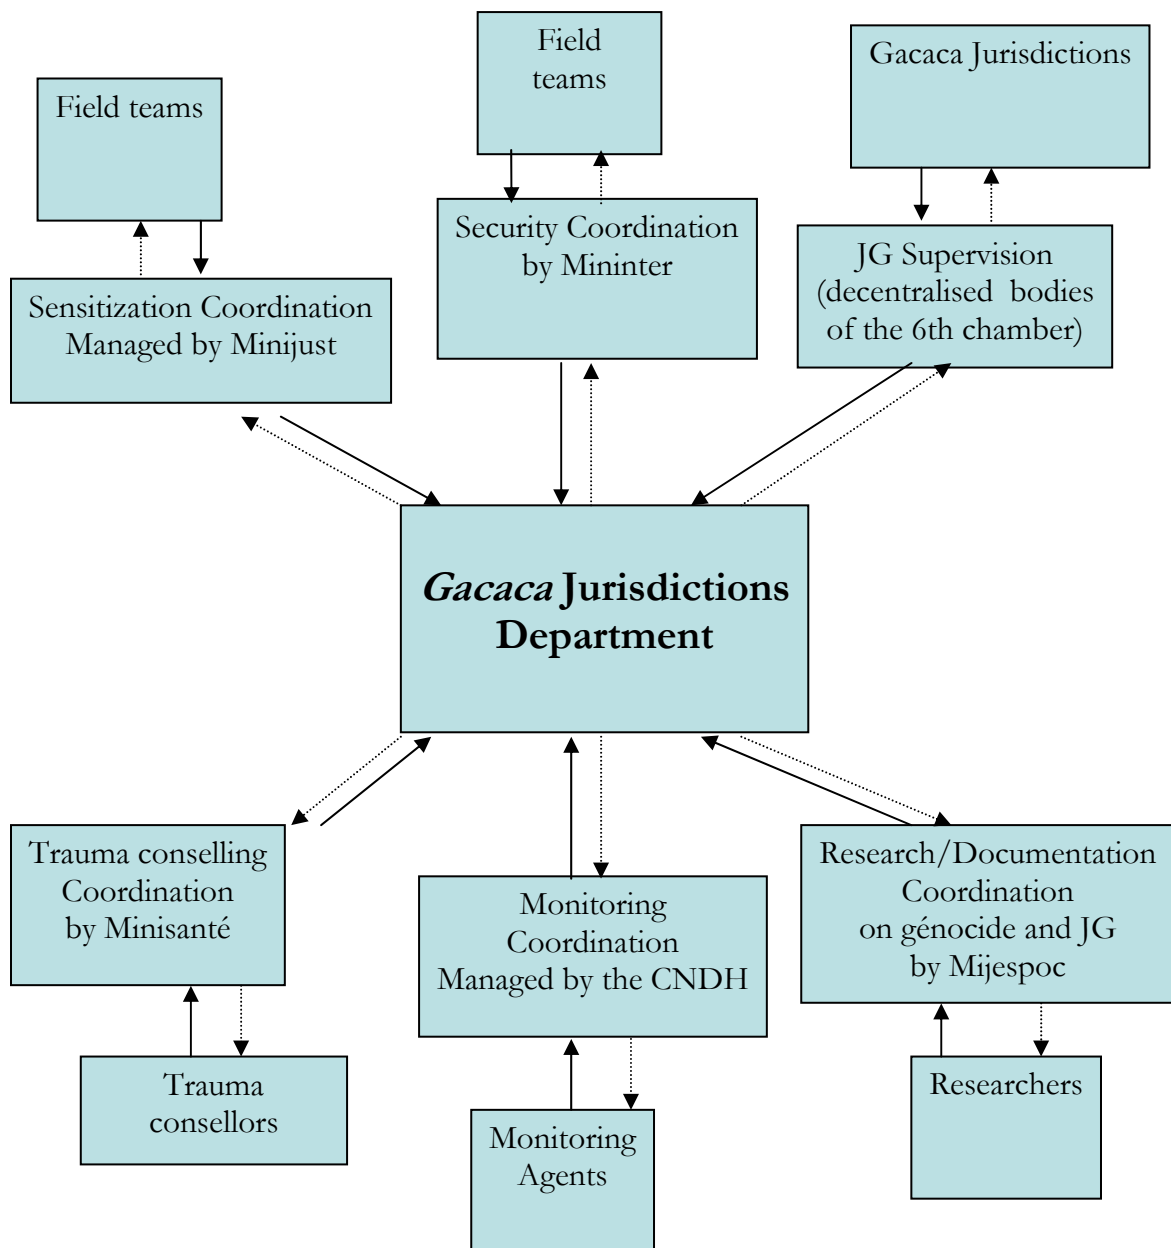 Field teams
Field
teams
Gacaca Jurisdictions
Sensitization Coordination
Managed by Minijust
Security Coordination
by Mininter
JG Supervision
(decentralised bodies
of the 6th chamber)
Gacaca Jurisdictions
Department
Trauma conselling
Coordination
by Minisanté
Monitoring
Coordination
Managed by the CNDH
Research/Documentation
Coordination
on génocide and JG
by Mijespoc
Trauma
consellors
Monitoring
Agents
Researchers